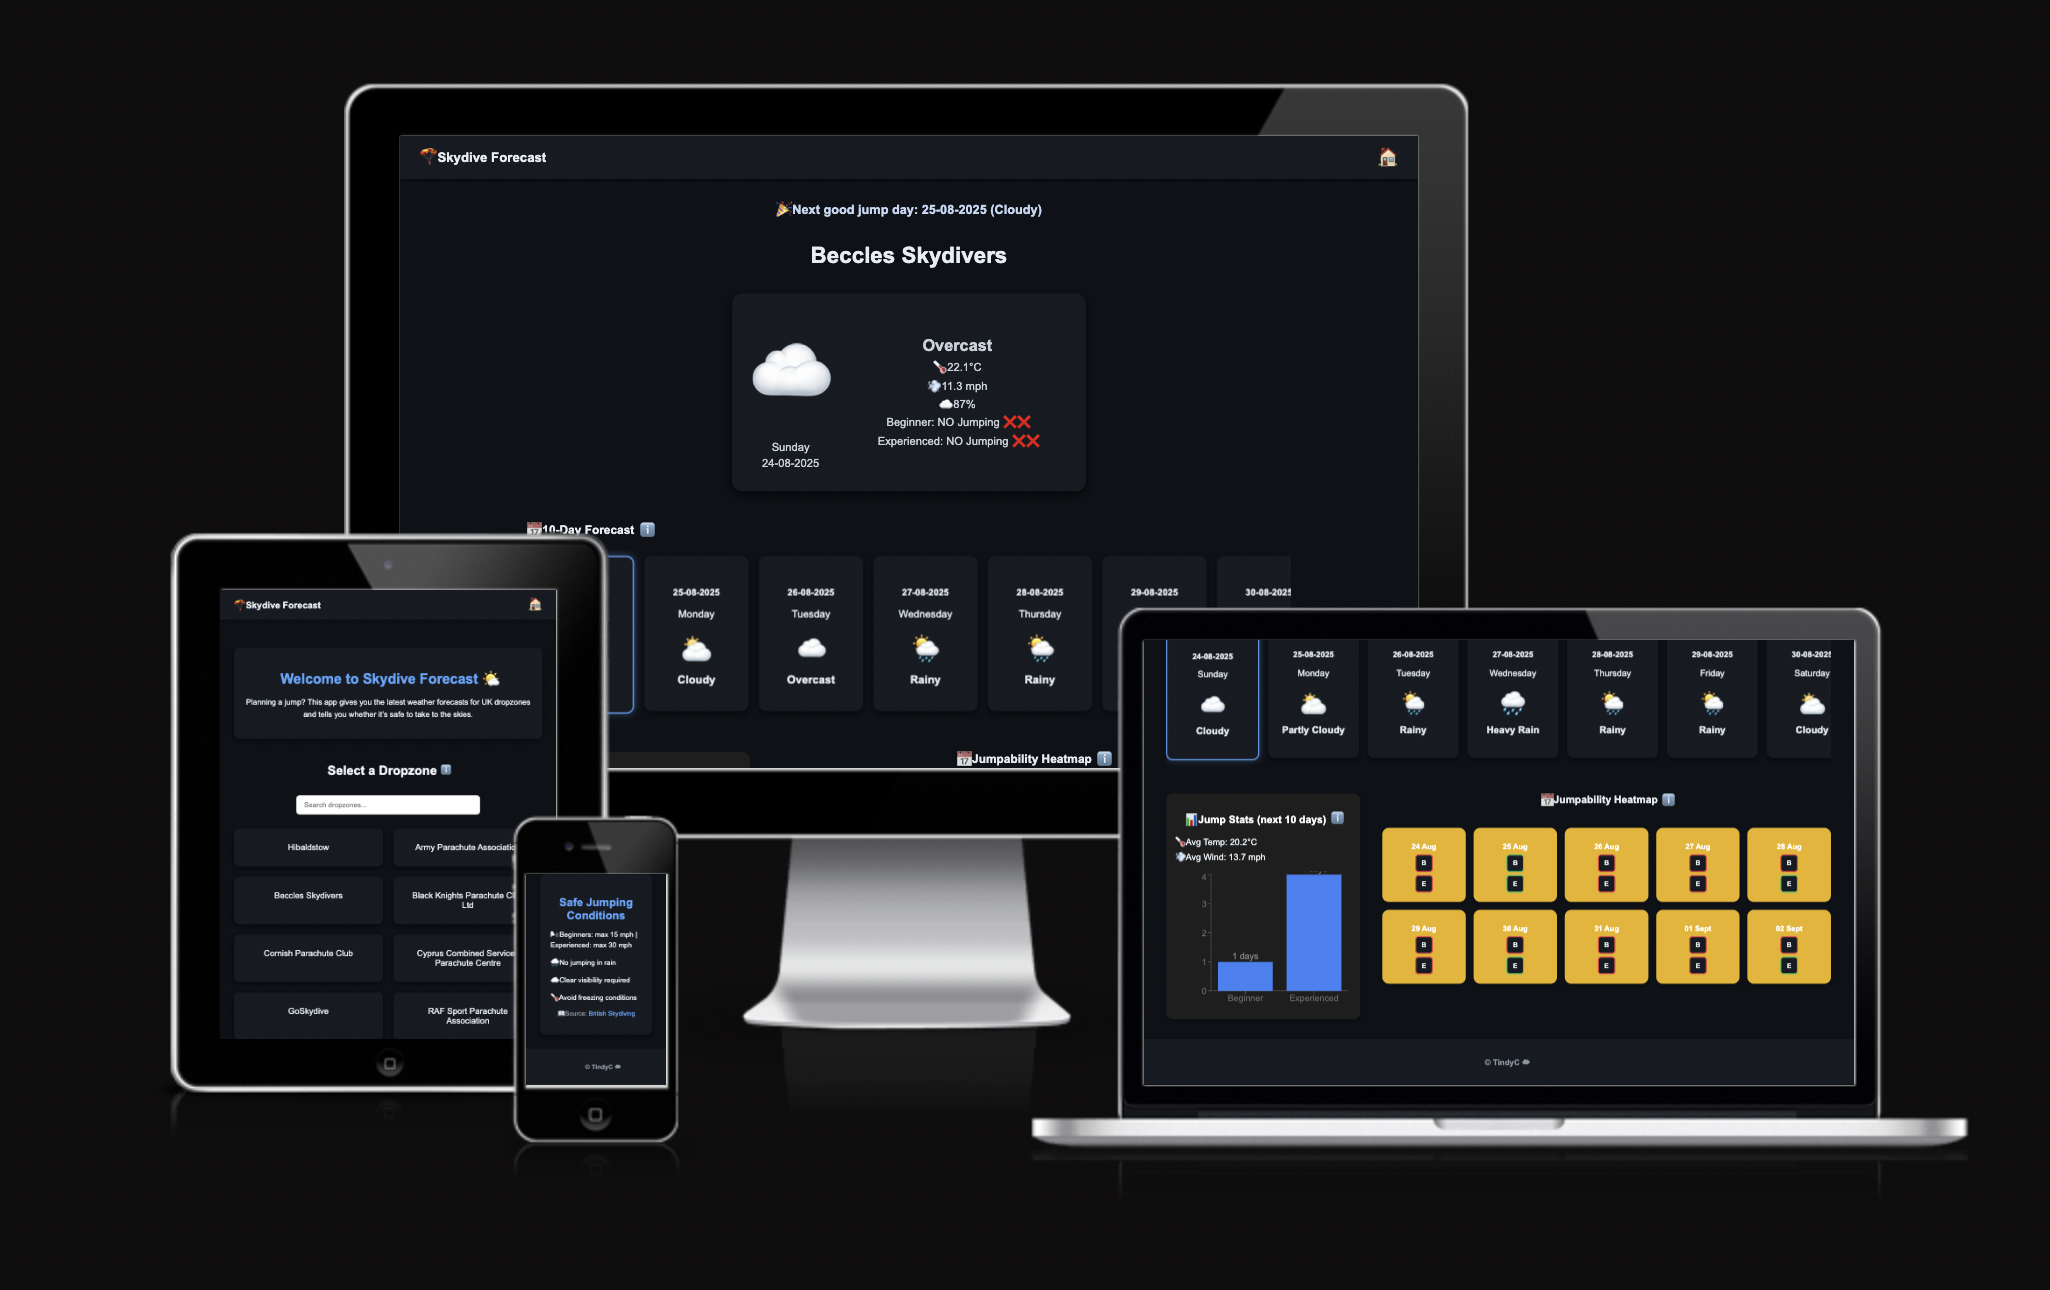 Skydive Forecast
Next good jump day: 25-08-2025 (Cloudy)
Beccles Skydivers
Overcast
22.1°C
11.3 mph
87%
Beginner: NO Jumping
Experienced: NO Jumping
Sunday
24-08-2025
10-Day Forecast
25-08-2025
Monday
Cloudy
26-08-2025
Tuesday
Overcast
27-08-2025
Wednesday
Rainy
28-08-2025
Thursday
Rainy
29-08-2025
30-08-2025
Jumpability Heatmap
Skydive Forecast
Welcome to Skydive Forecast
Planning a jump? This app gives you the latest weather forecasts for UK dropzones
and tells you whether it's safe to take to the skies.
Select a Dropzone
Search dropzones...
Hibaldstow
Army Parachute Associatio
Beccles Skydivers
Black Knights Parachute Cl
Ltd
Cornish Parachute Club
Cyprus Combined Service
Parachute Centre
GoSkydive
RAF Sport Parachute
Association
Safe Jumping
Conditions
Beginners: max 15 mph |
Experienced: max 30 mph
No jumping in rain
Clear visibility required
Avoid freezing conditions
Source: British Skydiving
© TindyC
24-08-2025
Sunday
Cloudy
25-08-2025
Monday
Partly Cloudy
26-08-2025
Tuesday
Rainy
27-08-2025
Wednesday
Heavy Rain
28-08-2025
Thursday
Rainy
29-08-2025
Friday
Rainy
30-08-2025
Saturday
Cloudy
Jump Stats (next 10 days)
Avg Temp: 20.2°C
Avg Wind: 13.7 mph
4
3
2
1
0
1 days
Beginner
Experienced
Jumpability Heatmap
24 Aug
B
E
25 Aug
B
E
26 Aug
B
E
27 Aug
B
E
28 Aug
B
E
29 Aug
B
E
30 Aug
B
E
31 Aug
B
E
01 Sept
B
E
02 Sept
B
E
© TindyC